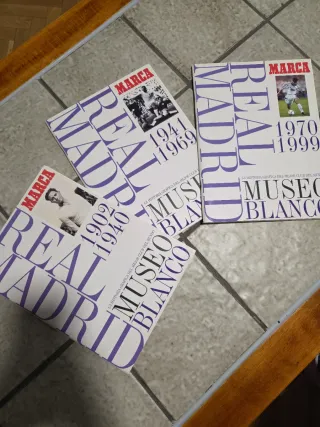 MARCA
REAL
MADRID
1902
1940
MUSEO
BLANCO
MARCA
REAL
MADRID
1941
1969
MUSEO
BLANCO
MARCA
REAL
MADRID
1970
1999
MUSEO
BLANCO